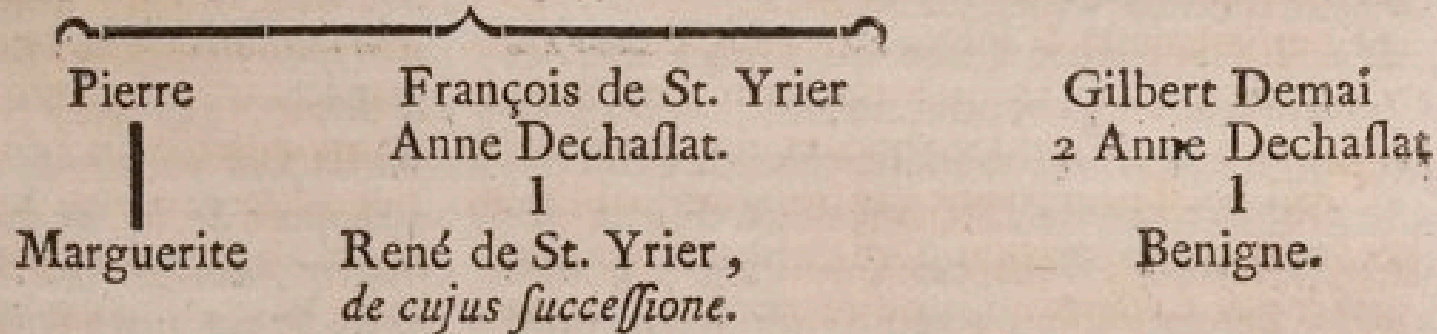 Pierre François de St. Yrier Gilbert Demai
Anne Dechaſlat. 2 Anne Dechaſlat
1 1
Marguerite René de St. Yrier, Benigne.
de cujus ſucceſſione.